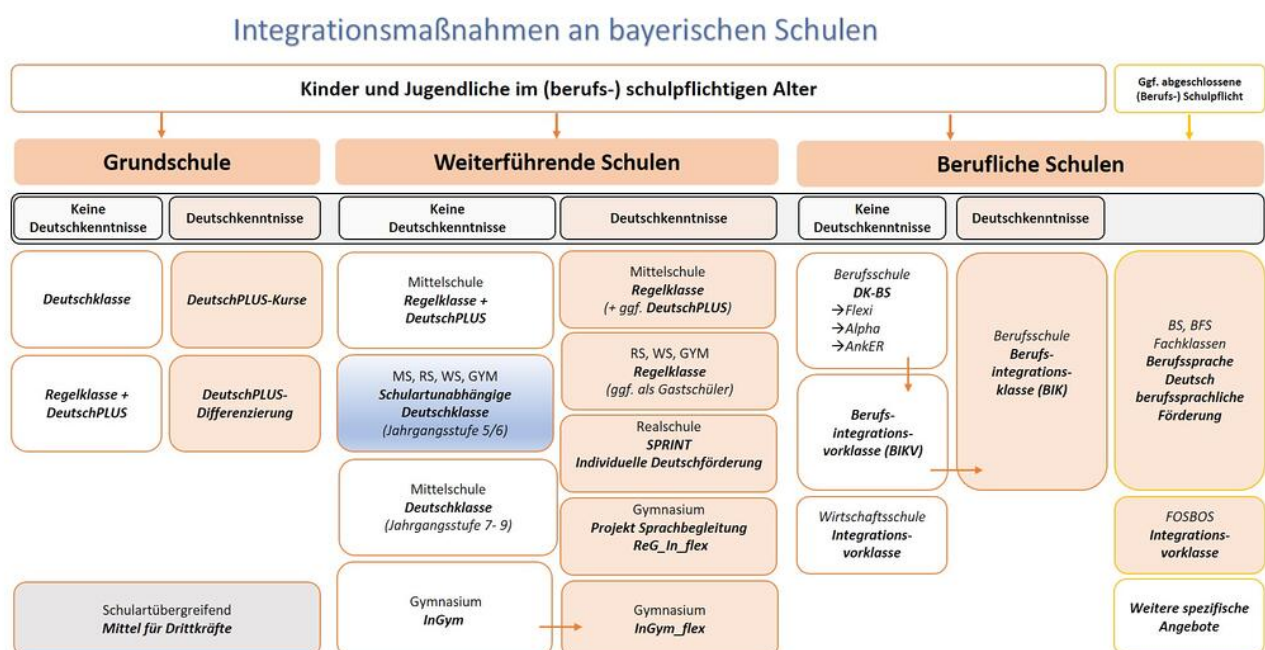 Integrationsmaßnahmen an bayerischen Schulen
Kinder und Jugendliche im (berufs-) schulpflichtigen Alter
Ggf. abgeschlossene
(Berufs-) Schulpflicht
Grundschule
Weiterführende Schulen
Berufliche Schulen
Keine
Deutschkenntnisse
Deutschkenntnisse
Keine
Deutschkenntnisse
Deutschkenntnisse
Keine
Deutschkenntnisse
Deutschkenntnisse
Deutschklasse
Regelklasse +
DeutschPLUS
DeutschPLUS-Kurse
DeutschPLUS-
Differenzierung
Schulartübergreifend
Mittel für Drittkräfte
Mittelschule
Regelklasse +
DeutschPLUS
MS, RS, WS, GYM
Schulartunabhängige
Deutschklasse
(Jahrgangsstufe 5/6)
Mittelschule
Deutschklasse
(Jahrgangsstufe 7- 9)
Gymnasium
InGym
Mittelschule
Regelklasse
(+ ggf. DeutschPLUS)
RS, WS, GYM
Regelklasse
(ggf. als Gastschüler)
Realschule
SPRINT
Individuelle Deutschförderung
Gymnasium
Projekt Sprachbegleitung
ReG_In_flex
Gymnasium
InGym_flex
Berufsschule
DK-BS
→Flexi
→Alpha
→AnkER
Berufs-
integrations-
vorklasse (BIKV)
Wirtschaftsschule
Integrations-
vorklasse
Berufsschule
Berufs-
integrations-
klasse (BIK)
BS, BFS
Fachklassen
Berufssprache
Deutsch
berufssprachliche
Förderung
FOSBOS
Integrations-
vorklasse
Weitere spezifische
Angebote